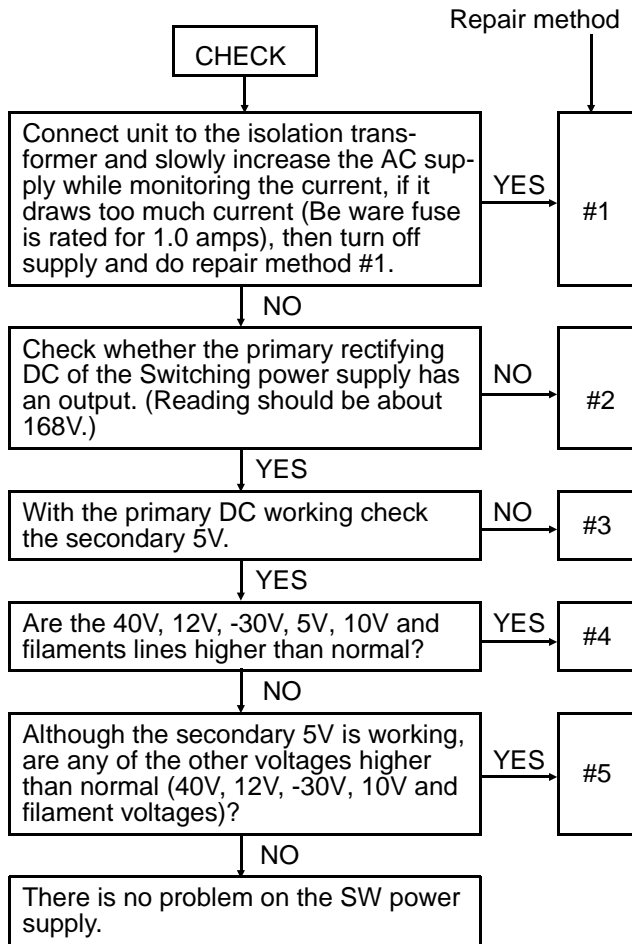 Repair method
CHECK
Connect unit to the isolation trans-
former and slowly increase the AC sup-
ply while monitoring the current, if it
draws too much current (Be ware fuse
is rated for 1.0 amps), then turn off
supply and do repair method #1.
YES
#1
NO
Check whether the primary rectifying
DC of the Switching power supply has
an output. (Reading should be about
168V.)
NO
#2
YES
With the primary DC working check
the secondary 5V.
NO
#3
YES
Are the 40V, 12V, -30V, 5V, 10V and
filaments lines higher than normal?
YES
#4
NO
Although the secondary 5V is working,
are any of the other voltages higher
than normal (40V, 12V, -30V, 10V and
filament voltages)?
YES
#5
NO
There is no problem on the SW power
supply.